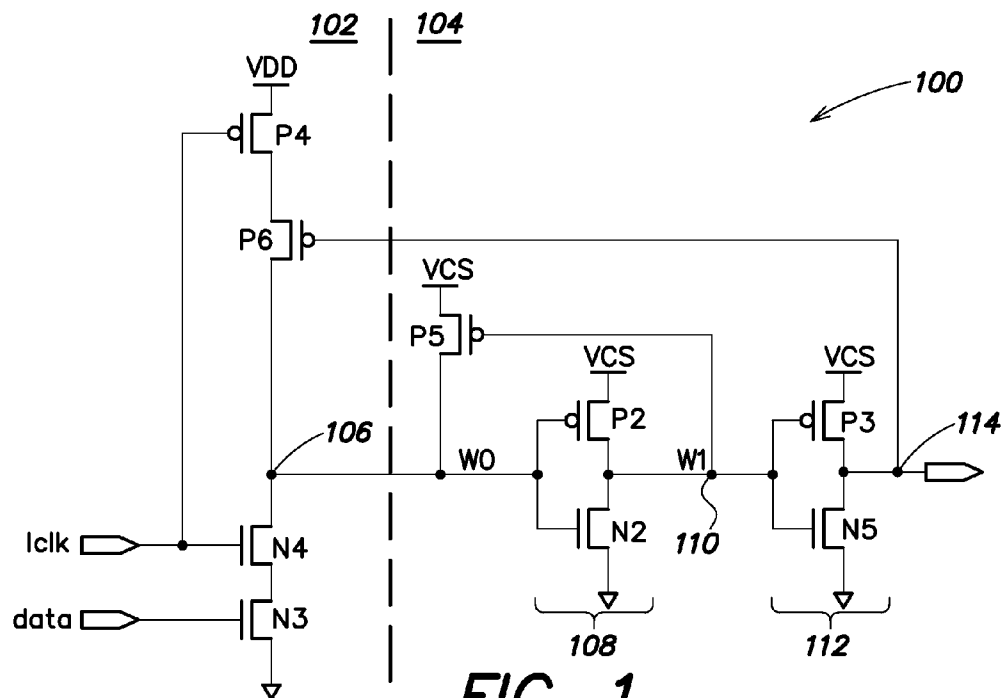 102 104
VDD
P4
100
P6
VCS
P5
VCS
VCS
P2
P3
106
114
W0
W1
lclk
N4
N2
110
N5
data
N3
108
112
FIG. 1